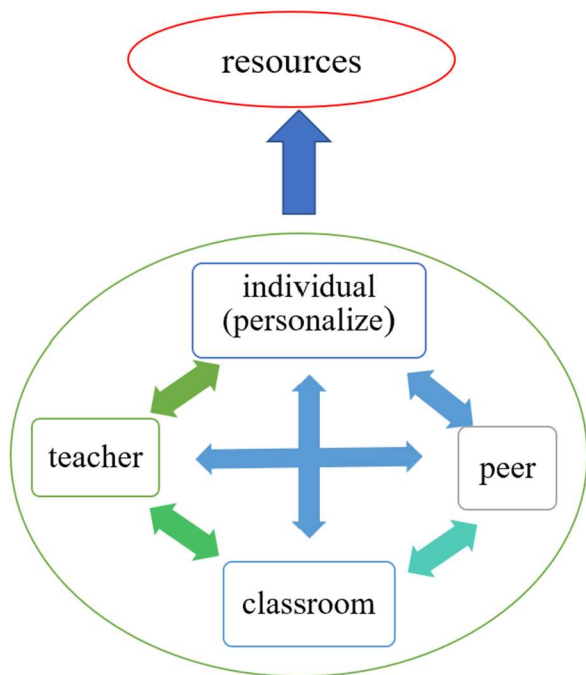 resources
individual
(personalize)
teacher
peer
classroom